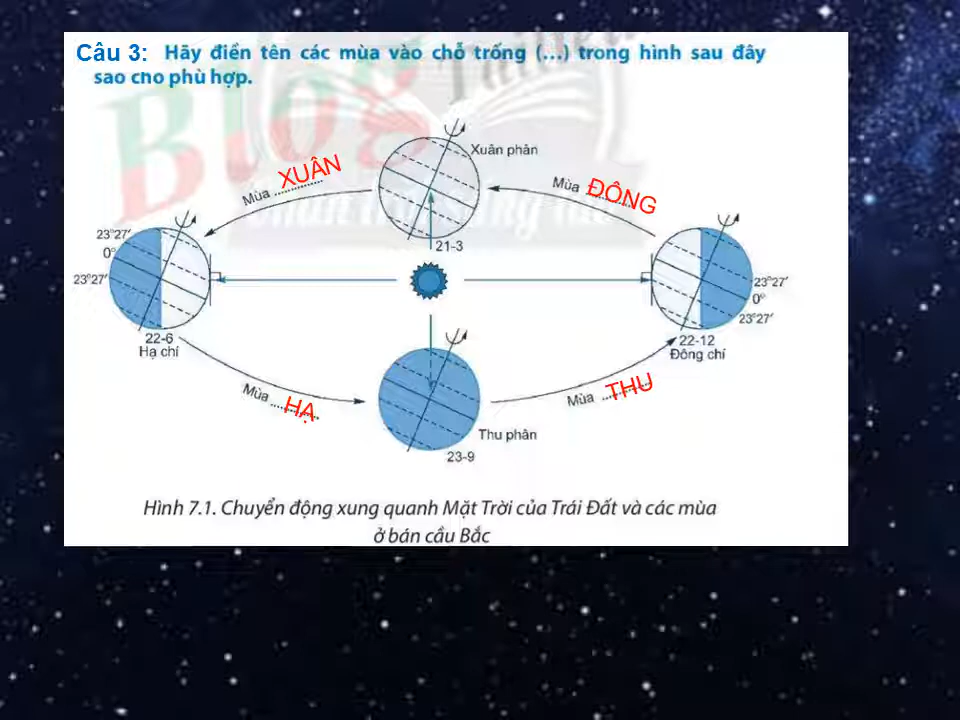 Câu 3: Hãy điền tên các mùa vào chỗ trống (...) trong hình sau đây
sao cho phù hợp.
Blog
Xuân phân
Mùa XUÂN
Mùa ĐÔNG
21-3
23°27'
0°
23°27'
23°27'
0°
23°27'
22-6
Hạ chí
22-12
Đông chí
Mùa HẠ
Mùa THU
Thu phân
23-9
Hình 7.1. Chuyển động xung quanh Mặt Trời của Trái Đất và các mùa
ở bán cầu Bắc